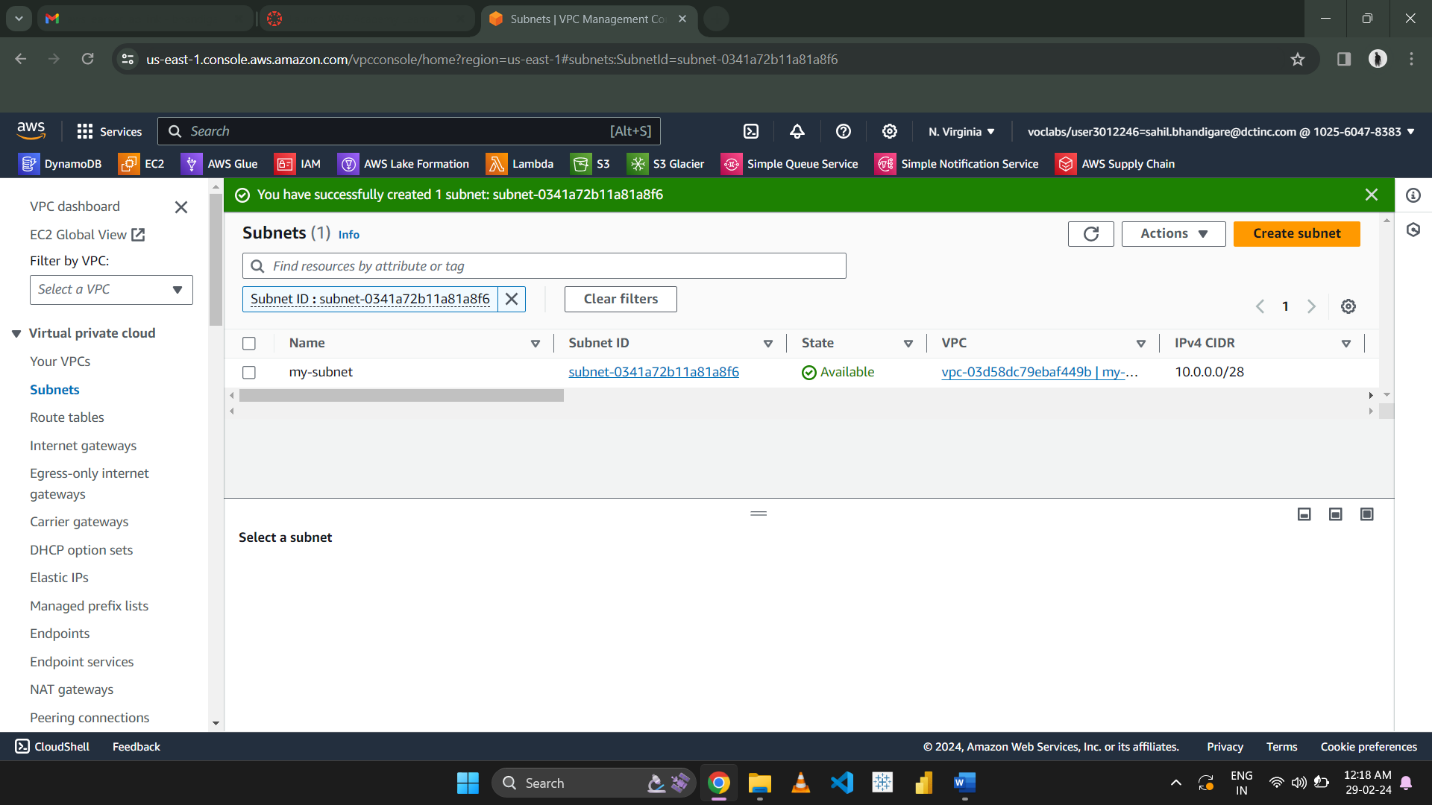 Subnets | VPC Management Co
us-east-1.console.aws.amazon.com/vpcconsole/home?region=us-east-1#subnets:SubnetId=subnet-0341a72b11a81a8f6
aws
Services
Search
[Alt+S]
N. Virginia
voclabs/user3012246=sahil.bhandigare@dctinc.com @ 1025-6047-8383
DynamoDB
EC2
AWS Glue
IAM
AWS Lake Formation
Lambda
S3
S3 Glacier
Simple Queue Service
Simple Notification Service
AWS Supply Chain
VPC dashboard
EC2 Global View
Filter by VPC:
Select a VPC
Virtual private cloud
Your VPCs
Subnets
Route tables
Internet gateways
Egress-only internet
gateways
Carrier gateways
DHCP option sets
Elastic IPs
Managed prefix lists
Endpoints
Endpoint services
NAT gateways
Peering connections
You have successfully created 1 subnet: subnet-0341a72b11a81a8f6
Subnets (1) Info
Actions
Create subnet
Find resources by attribute or tag
Subnet ID : subnet-0341a72b11a81a8f6
Clear filters
1
Name
Subnet ID
State
VPC
IPv4 CIDR
my-subnet
subnet-0341a72b11a81a8f6
Available
vpc-03d58dc79ebaf449b | my-…
10.0.0.0/28
Select a subnet
CloudShell
Feedback
© 2024, Amazon Web Services, Inc. or its affiliates.
Privacy
Terms
Cookie preferences
Search
ENG
IN
12:18 AM
29-02-24